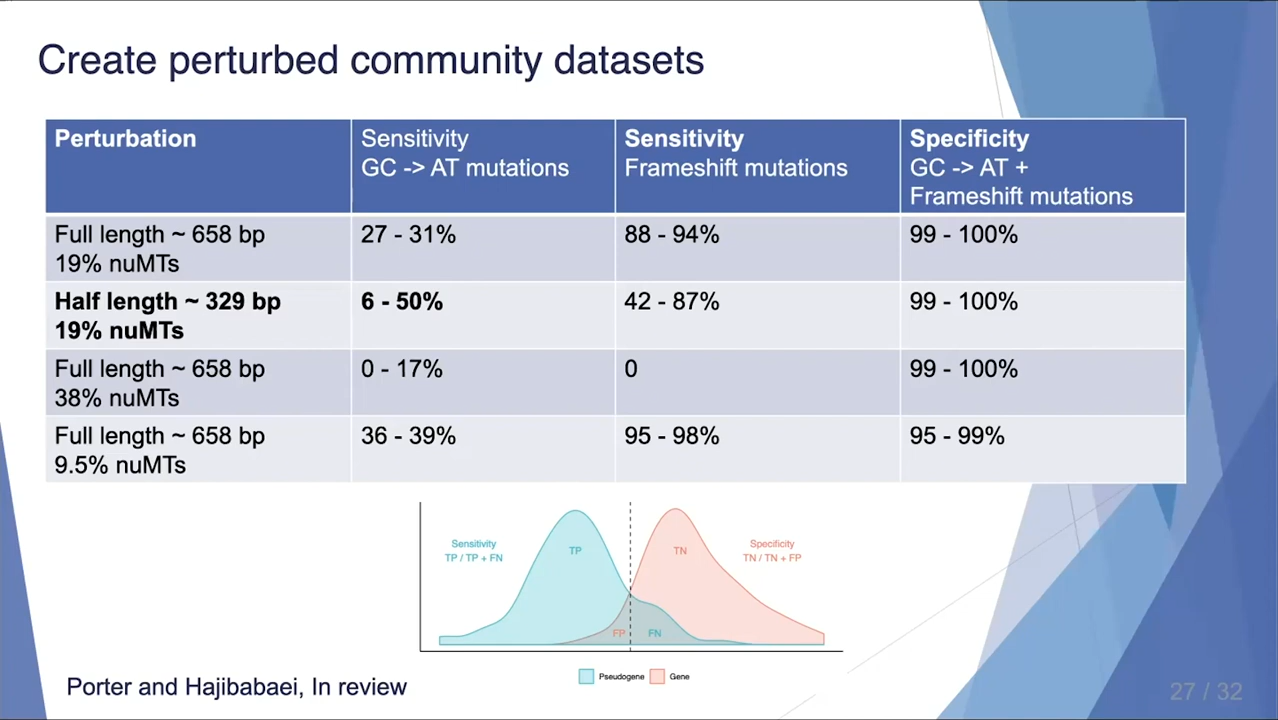 Create perturbed community datasets
Perturbation
Sensitivity
GC -> AT mutations
Sensitivity
Frameshift mutations
Specificity
GC -> AT +
Frameshift mutations
Full length ~ 658 bp
19% nuMTs
27 - 31%
88 - 94%
99 - 100%
Half length ~ 329 bp
19% nuMTs
6 - 50%
42 - 87%
99 - 100%
Full length ~ 658 bp
38% nuMTs
0 - 17%
0
99 - 100%
Full length ~ 658 bp
9.5% nuMTs
36 - 39%
95 - 98%
95 - 99%
Sensitivity
TP / TP + FN
TP
TN
Specificity
TN / TN + FP
FP
FN
Pseudogene
Gene
Porter and Hajibabaei, In review
27 / 32